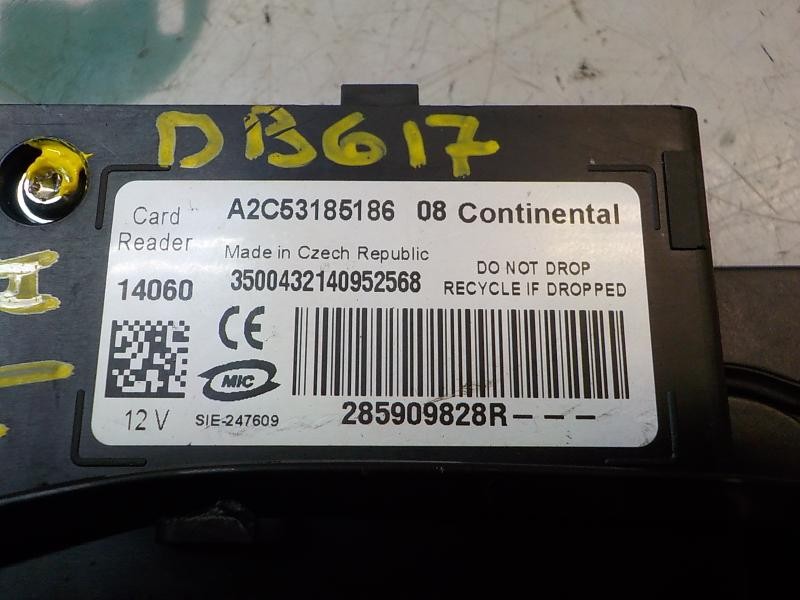 DB617
Card Reader
A2C53185186 08 Continental
Made in Czech Republic
14060
3500432140952568
DO NOT DROP
RECYCLE IF DROPPED
CE
MIC
12 V
SIE-247609
285909828R---